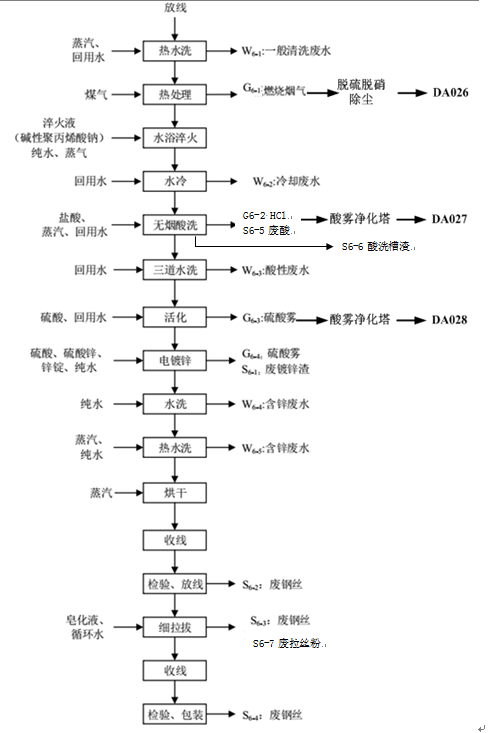 放线
蒸汽、
回用水
热水洗
W₆₋₁:一般清洗废水
煤气
热处理
G₆₋₁:燃烧烟气
脱硫脱硝
除尘
DA026
淬火液
（碱性聚丙烯酸钠）
纯水、蒸气
水浴淬火
回用水
水冷
W₆₋₂:冷却废水
盐酸、
蒸汽、回用水
无烟酸洗
G6-2 HCl
S6-5 废酸
酸雾净化塔
DA027
S6-6 酸洗槽渣
回用水
三道水洗
W₆₋₃:酸性废水
硫酸、回用水
活化
G₆₋₃:硫酸雾
酸雾净化塔
DA028
硫酸、硫酸锌、
锌锭、纯水
电镀锌
G₆₋₄：硫酸雾
S₆₋₁：废镀锌渣
纯水
水洗
W₆₋₄:含锌废水
蒸汽、
纯水
热水洗
W₆₋₅:含锌废水
蒸汽
烘干
收线
检验、放线
S₆₋₂：废钢丝
皂化液、
循环水
细拉拔
S₆₋₃：废钢丝
S6-7 废拉丝粉
收线
检验、包装
S₆₋₄：废钢丝